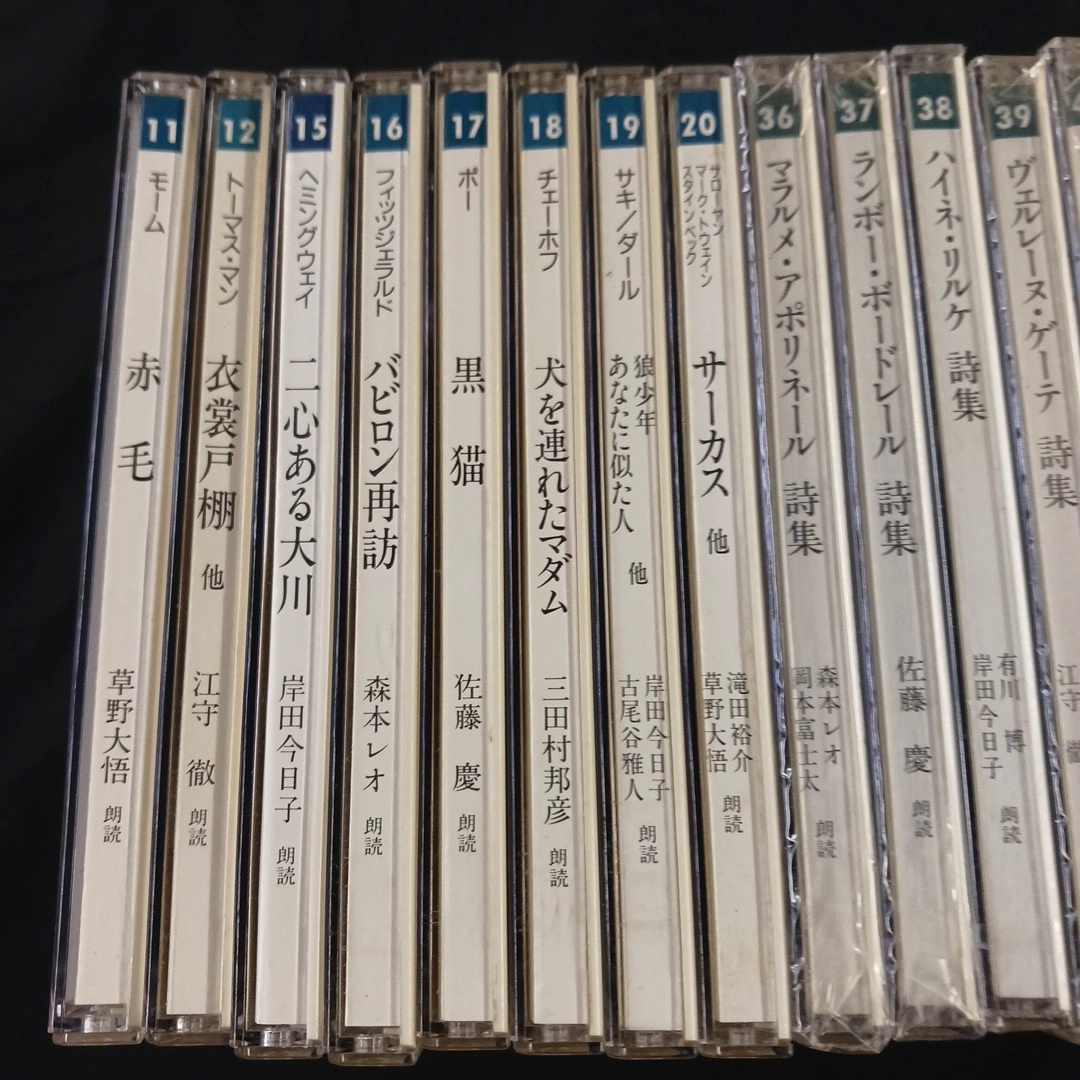 11
モーム
赤毛
草野大悟 朗読
12
トーマス・マン
衣裳戸棚 他
江守 徹 朗読
15
ヘミングウェイ
二心ある大川
岸田今日子 朗読
16
フィッツジェラルド
バビロン再訪
森本レオ 朗読
17
ポー
黒猫
佐藤 慶 朗読
18
チェーホフ
犬を連れたマダム
三田村邦彦 朗読
19
サキ/ダール
狼少年
あなたに似た人 他
岸田今日子
古尾谷雅人 朗読
20
サローヤン
マーク・トウェイン
スタインベック
サーカス 他
滝田裕介
草野大悟 朗読
36
マラルメ・アポリネール 詩集
森本レオ
岡本富士太 朗読
37
ランボー・ボードレール 詩集
佐藤 慶 朗読
38
ハイネ・リルケ 詩集
有川 博
岸田今日子 朗読
39
ヴェルレーヌ・ゲーテ 詩集
江守 徹